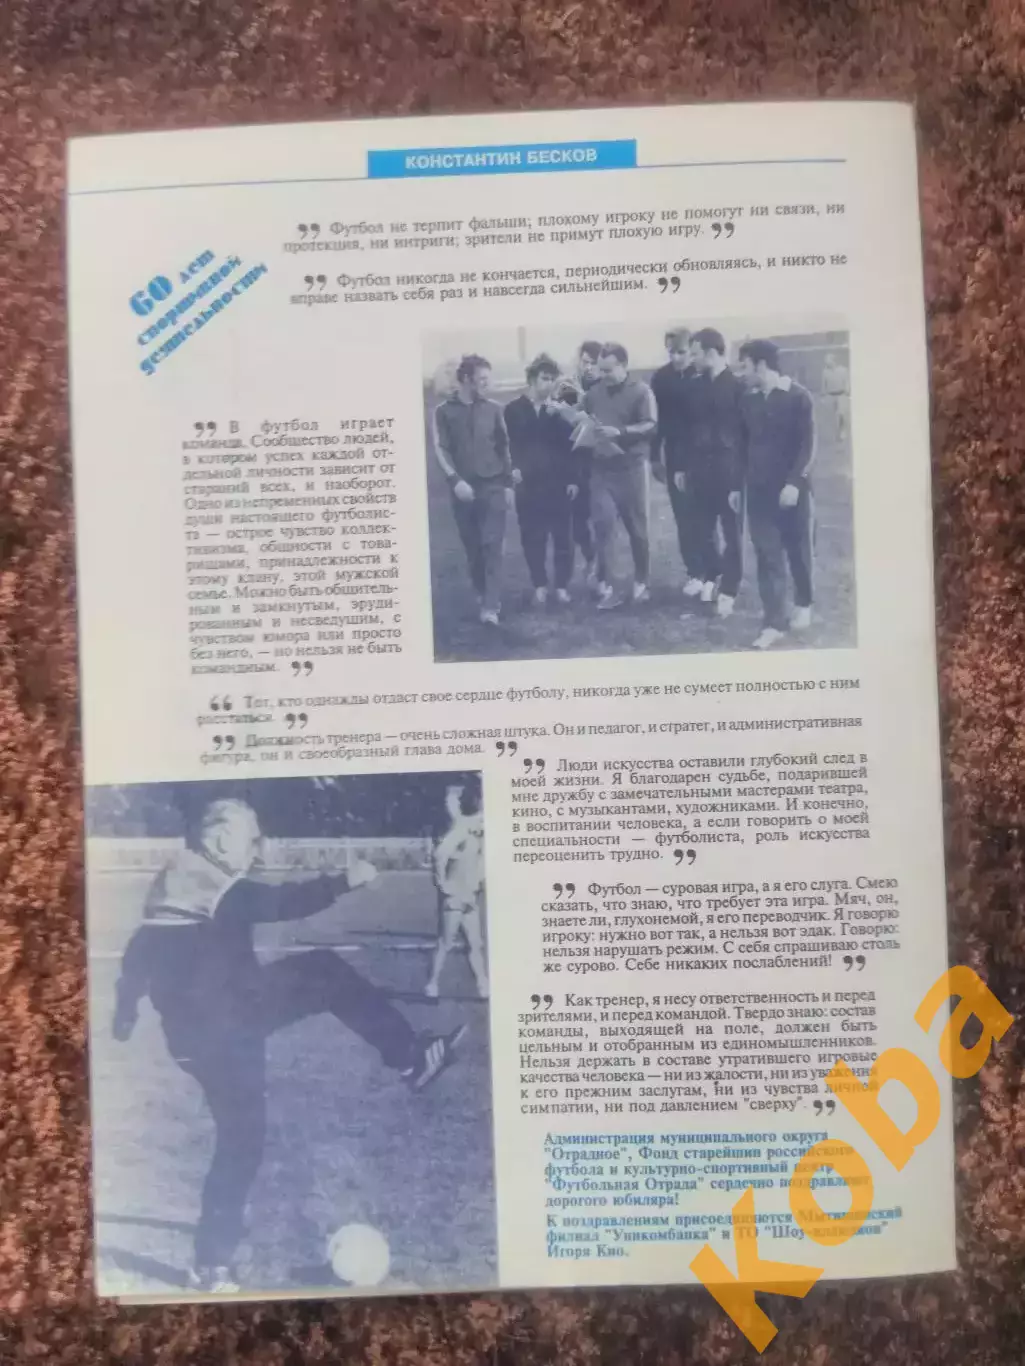 КОНСТАНТИН БЕСКОВ
60 лет
спортивной
деятельности
❞ Футбол не терпит фальши; плохому игроку не помогут ни связи, ни
протекция, ни интриги; зрители не примут плохую игру. ❞
❞ Футбол никогда не кончается, периодически обновляясь, и никто не
вправе назвать себя раз и навсегда сильнейшим. ❞
❞ В футбол играет
команда. Сообщество людей,
в котором успех каждой от-
дельной личности зависит от
стараний всех, и наоборот.
Одно из непременных свойств
души настоящего футболис-
та — острое чувство коллек-
тивизма, общности с това-
рищами, принадлежности к
этому клану, этой мужской
семье. Можно быть общитель-
ным и замкнутым, эруди-
рованным и несведущим, с
чувством юмора или просто
без него, — но нельзя не быть
командным. ❞
❝ Тот, кто однажды отдаст свое сердце футболу, никогда уже не сумеет полностью с ним
расстаться. ❞
❞ Должность тренера — очень сложная штука. Он и педагог, и стратег, и административная
фигура, он и своеобразный глава дома. ❞
❞ Люди искусства оставили глубокий след в
моей жизни. Я благодарен судьбе, подарившей
мне дружбу с замечательными мастерами театра,
кино, с музыкантами, художниками. И конечно,
в воспитании человека, а если говорить о моей
специальности — футболиста, роль искусства
переоценить трудно. ❞
❞ Футбол — суровая игра, а я его слуга. Смею
сказать, что знаю, что требует эта игра. Мяч, он,
знаете ли, глухонемой, я его переводчик. Я говорю
игроку: нужно вот так, а нельзя вот эдак. Говорю:
нельзя нарушать режим. С себя спрашиваю столь
же сурово. Себе никаких послаблений! ❞
❞ Как тренер, я несу ответственность и перед
зрителями, и перед командой. Твердо знаю: состав
команды, выходящей на поле, должен быть
цельным и отобранным из единомышленников.
Нельзя держать в составе утратившего игровые
качества человека — ни из жалости, ни из уважения
к его прежним заслугам, ни из чувства личной
симпатии, ни под давлением "сверху". ❞
Администрация муниципального округа
"Отрадное", Фонд старейшин российского
футбола и культурно-спортивный центр
"Футбольная Отрада" сердечно поздравляют
дорогого юбиляра!
К поздравлениям присоединяются Мытищинский
филиал "Уникомбанка" и ТО "Шоу-аттракцион"
Игоря Кио.
Koba